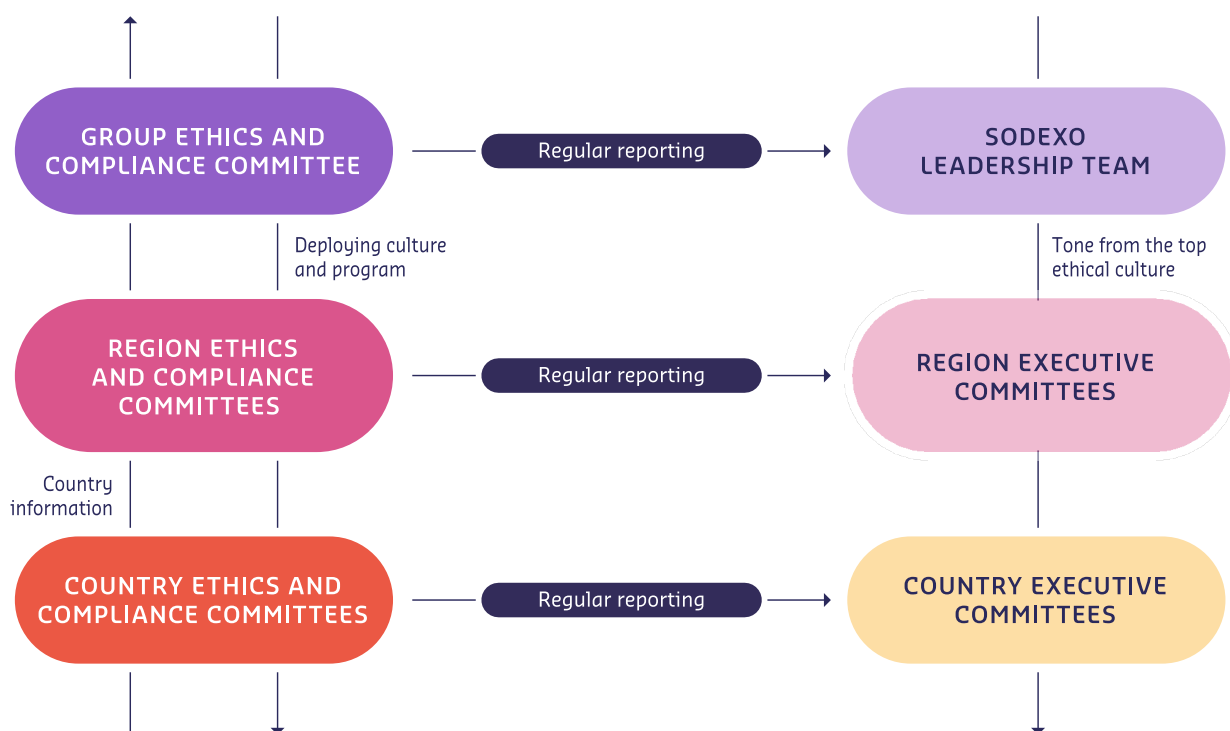 GROUP ETHICS AND
COMPLIANCE COMMITTEE
Regular reporting
SODEXO
LEADERSHIP TEAM
Deploying culture
and program
Tone from the top
ethical culture
REGION ETHICS
AND COMPLIANCE
COMMITTEES
Regular reporting
REGION EXECUTIVE
COMMITTEES
Country
information
COUNTRY ETHICS AND
COMPLIANCE COMMITTEES
Regular reporting
COUNTRY EXECUTIVE
COMMITTEES